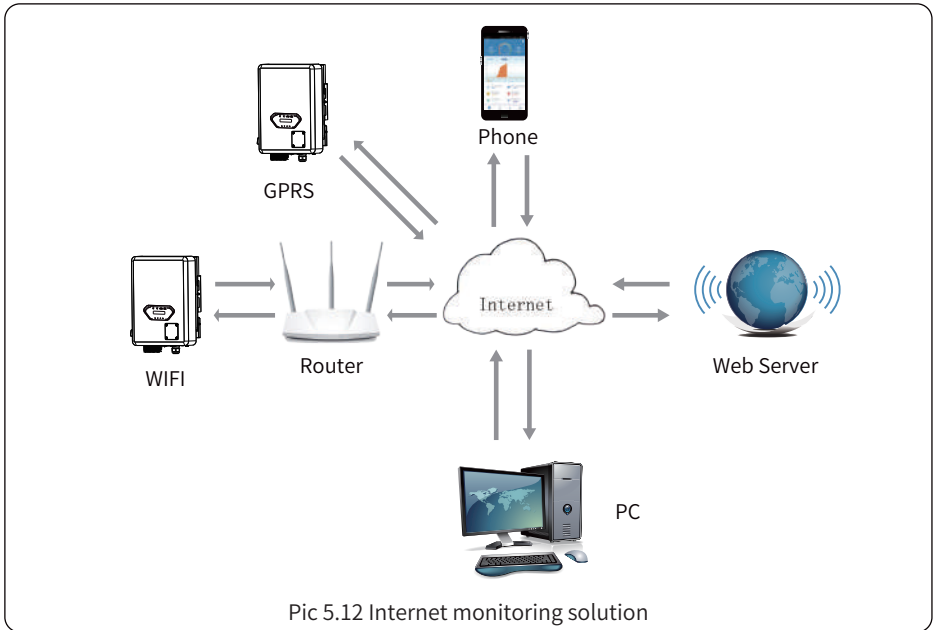 Phone
GPRS
Internet
WIFI
Router
Web Server
PC
Pic 5.12 Internet monitoring solution